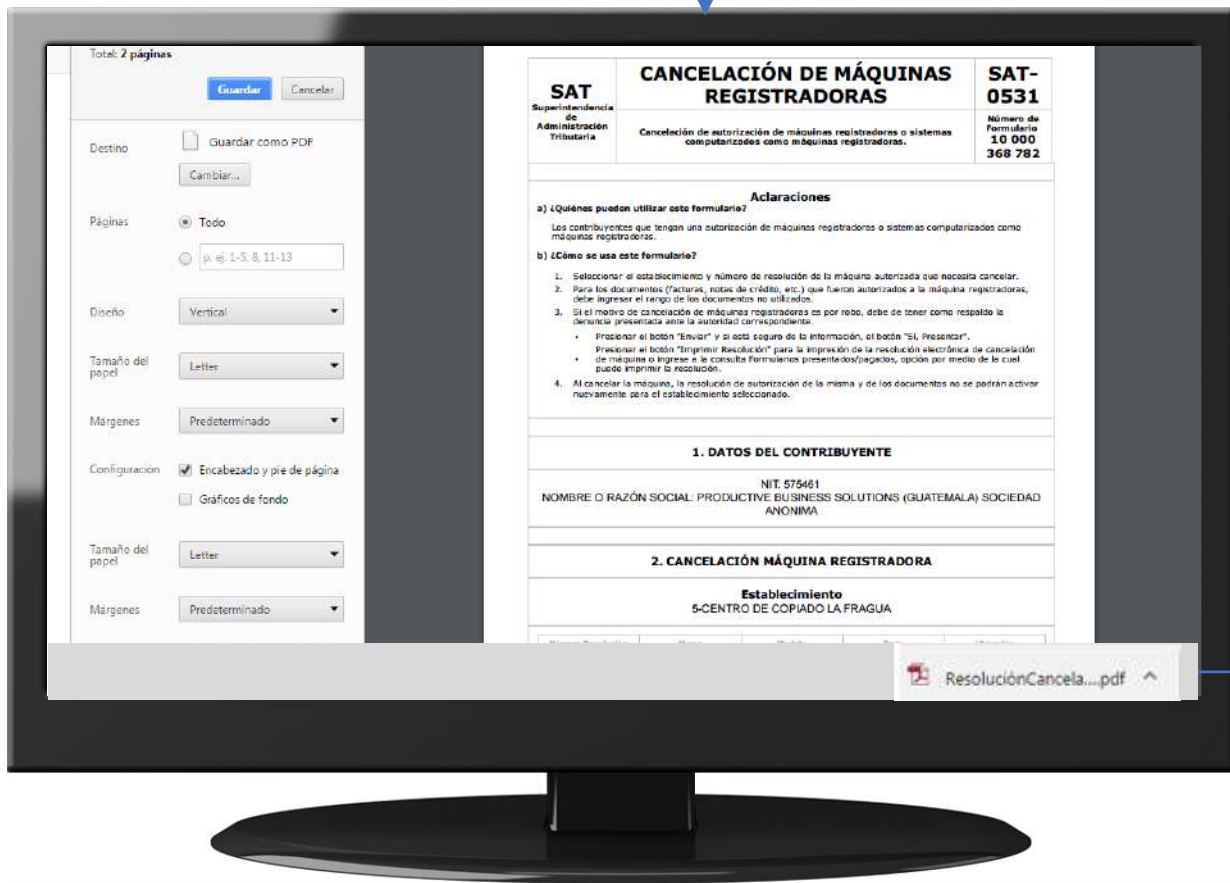 Total: 2 páginas
Guardar Cancelar
Destino
Guardar como PDF
Cambiar...
Páginas
Todo
p. ej. 1-5, 8, 11-13
Diseño
Vertical
Tamaño del
papel
Letter
Márgenes
Predeterminado
Configuración
Encabezado y pie de página
Gráficos de fondo
Tamaño del
papel
Letter
Márgenes
Predeterminado
SAT
Superintendencia
de
Administración
Tributaria
CANCELACIÓN DE MÁQUINAS
REGISTRADORAS
Cancelación de autorización de máquinas registradoras o sistemas
computarizados como máquinas registradoras.
SAT-
0531
Número de
Formulario
10 000
368 782
Aclaraciones
a) ¿Quiénes pueden utilizar este formulario?
Los contribuyentes que tengan una autorización de máquinas registradoras o sistemas computarizados como
máquinas registradoras.
b) ¿Cómo se usa este formulario?
1. Seleccionar el establecimiento y número de resolución de la máquina autorizada que necesita cancelar.
2. Para los documentos (facturas, notas de crédito, etc.) que fueron autorizados a la máquina registradoras,
debe ingresar el rango de los documentos no utilizados.
3. Si el motivo de cancelación de máquinas registradoras es por robo, debe de tener como respaldo la
denuncia presentada ante la autoridad correspondiente.
• Presionar el botón "Enviar" y si está seguro de la información, el botón "Sí, Presentar".
Presionar el botón "Imprimir Resolución" para la impresión de la resolución electrónica de cancelación
• de máquina o ingrese a la consulta Formularios presentados/pagados, opción por medio de la cual
puede imprimir la resolución.
4. Al cancelar la máquina, la resolución de autorización de la misma y de los documentos no se podrán activar
nuevamente para el establecimiento seleccionado.
1. DATOS DEL CONTRIBUYENTE
NIT: 575461
NOMBRE O RAZÓN SOCIAL: PRODUCTIVE BUSINESS SOLUTIONS (GUATEMALA) SOCIEDAD
ANONIMA
2. CANCELACIÓN MÁQUINA REGISTRADORA
Establecimiento
5-CENTRO DE COPIADO LA FRAGUA
ResoluciónCancela....pdf